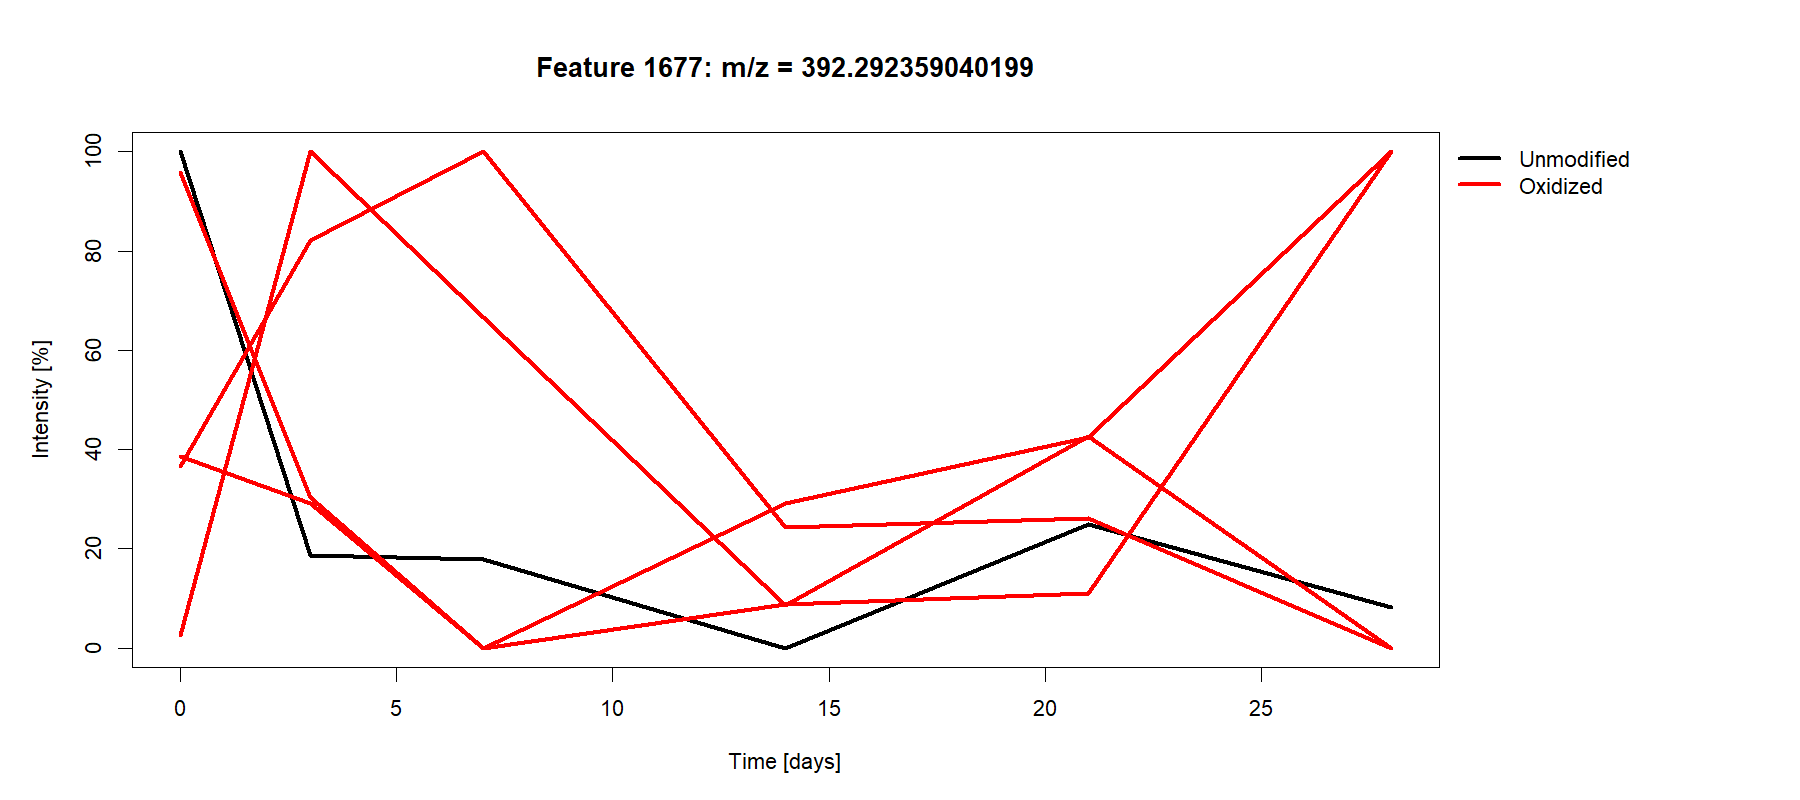 Feature 1677: m/z = 392.292359040199
Unmodified
Oxidized
Intensity [%]
100
80
60
40
20
0
0 5 10 15 20 25
Time [days]